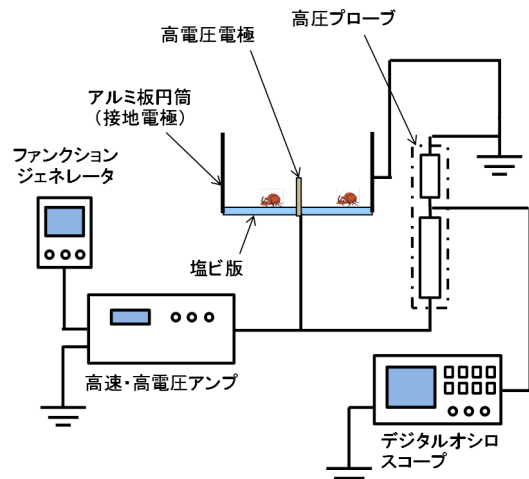 高圧プローブ
高電圧電極
アルミ板円筒
（接地電極）
ファンクション
ジェネレータ
塩ビ版
高速・高電圧アンプ
デジタルオシロ
スコープ